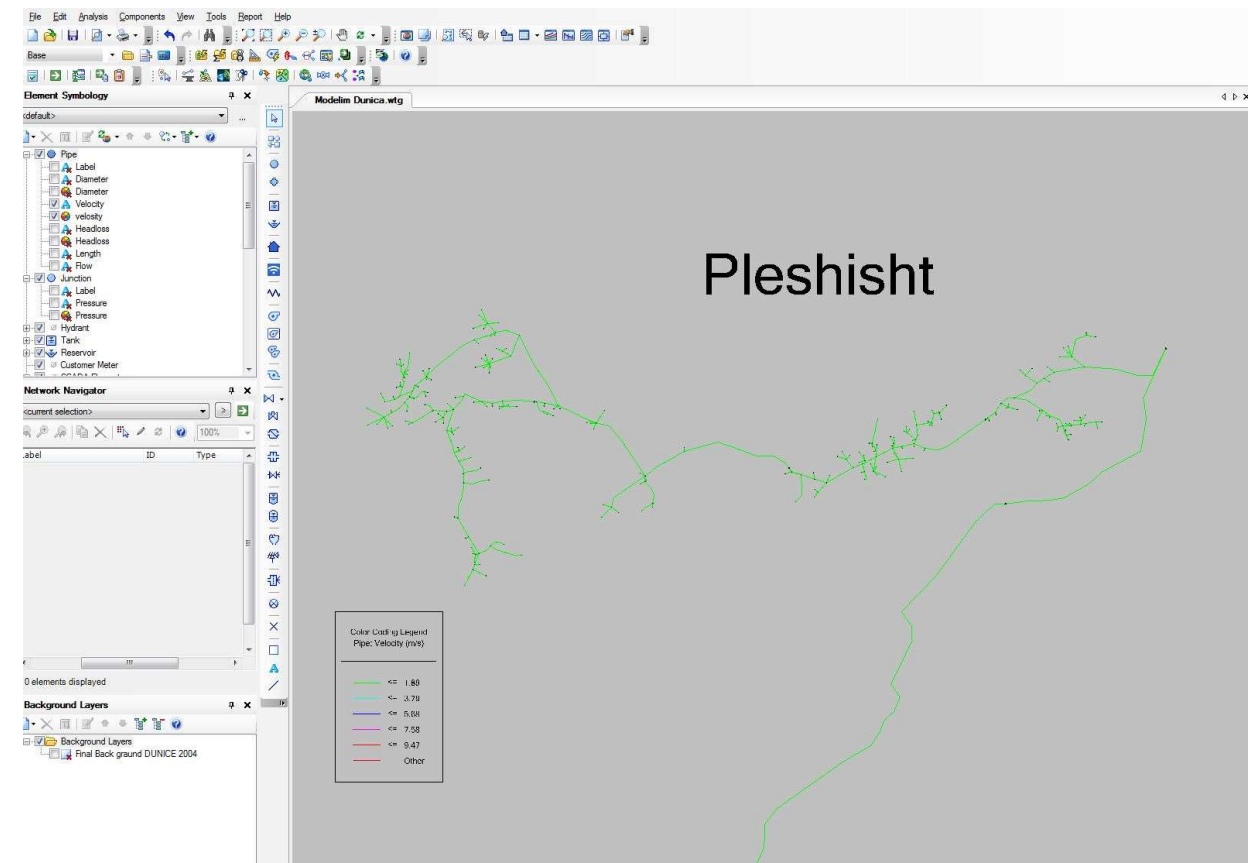 File Edit Analysis Components View Tools Report Help
Base
Element Symbology
<default>
Modelim Dunica.wtg
Pipe
Label
Diameter
Diameter
Velocity
velosity
Headloss
Headloss
Length
Flow
Junction
Label
Pressure
Pressure
Hydrant
Tank
Reservoir
Customer Meter
Network Navigator
<current selection>
100%
Label ID Type
0 elements displayed
Background Layers
Background Layers
Final Back ground DUNICE 2004
Pleshisht
Color Coding Legend
Pipe: Velocity (m/s)
<= 1.89
<= 3.79
<= 5.68
<= 7.58
<= 9.47
Other